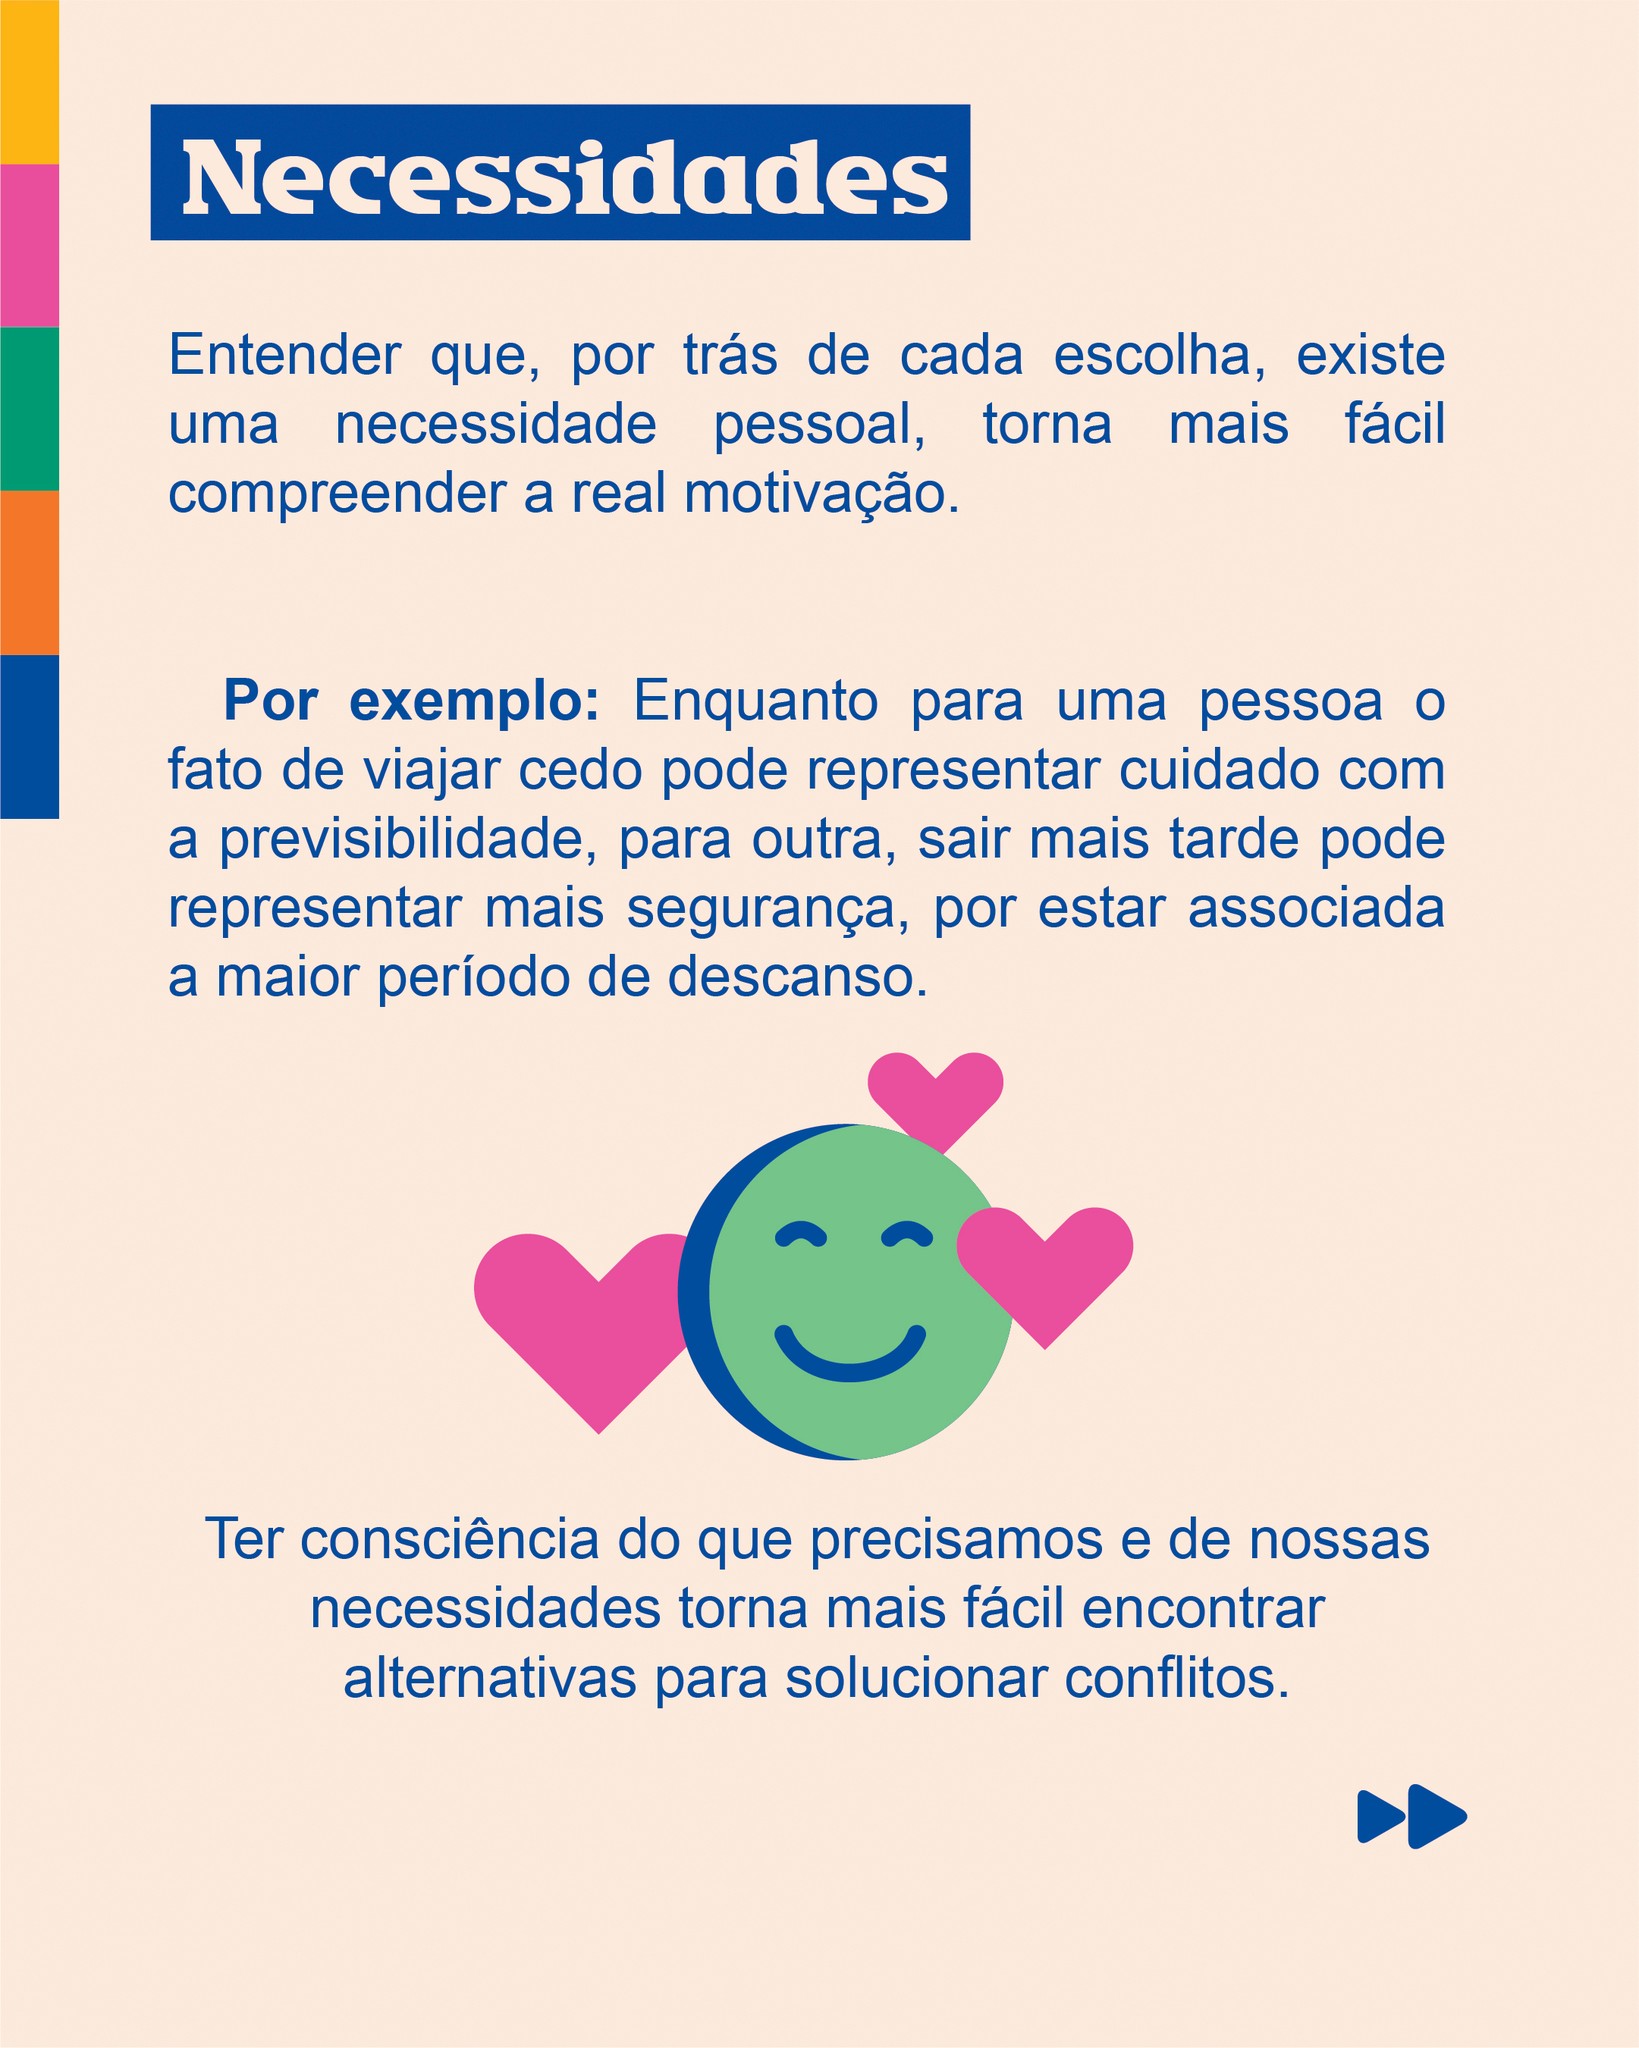 Necessidades
Entender que, por trás de cada escolha, existe
uma necessidade pessoal, torna mais fácil
compreender a real motivação.
Por exemplo: Enquanto para uma pessoa o
fato de viajar cedo pode representar cuidado com
a previsibilidade, para outra, sair mais tarde pode
representar mais segurança, por estar associada
a maior período de descanso.
Ter consciência do que precisamos e de nossas
necessidades torna mais fácil encontrar
alternativas para solucionar conflitos.